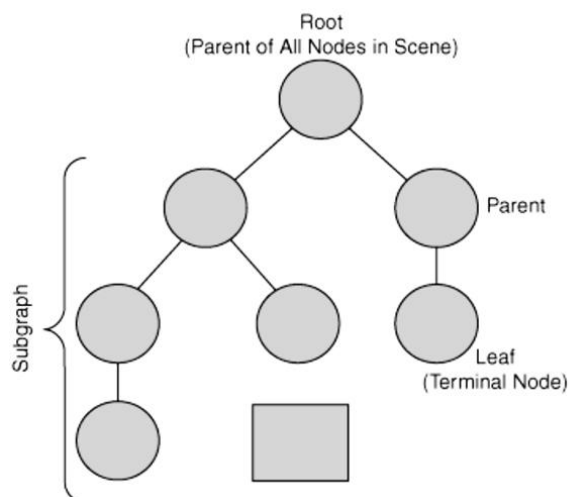 Root
(Parent of All Nodes in Scene)
Parent
Subgraph
Leaf
(Terminal Node)